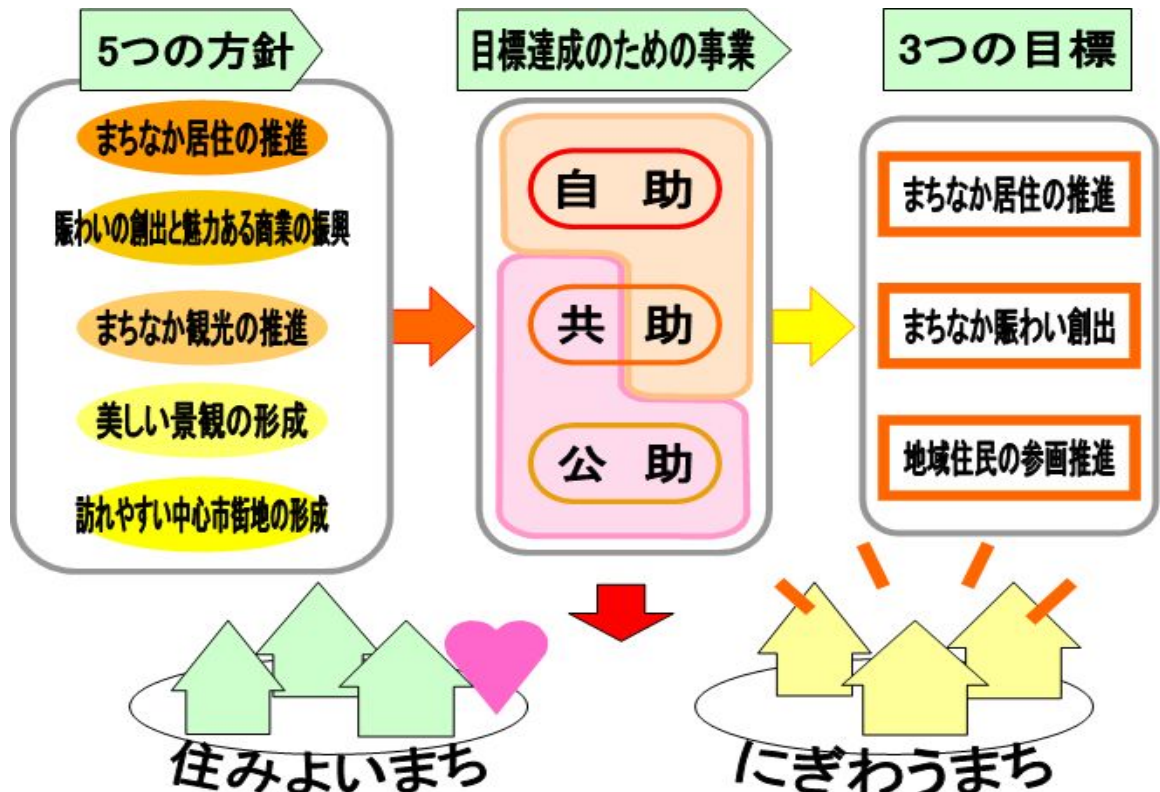 5つの方針
まちなか居住の推進
賑わいの創出と魅力ある商業の振興
まちなか観光の推進
美しい景観の形成
訪れやすい中心市街地の形成
目標達成のための事業
自 助
共 助
公 助
3つの目標
まちなか居住の推進
まちなか賑わい創出
地域住民の参画推進
住みよいまち
にぎわうまち